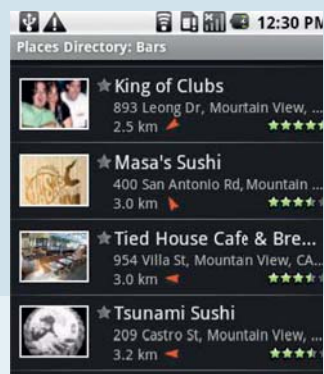 12:30 PM
Places Directory: Bars
King of Clubs
893 Leong Dr, Mountain View, ...
2.5 km
Masa's Sushi
400 San Antonio Rd, Mountain ...
3.0 km
Tied House Cafe & Bre...
954 Villa St, Mountan View, CA...
3.0 km
Tsunami Sushi
209 Castro St, Mountain View, ...
3.2 km